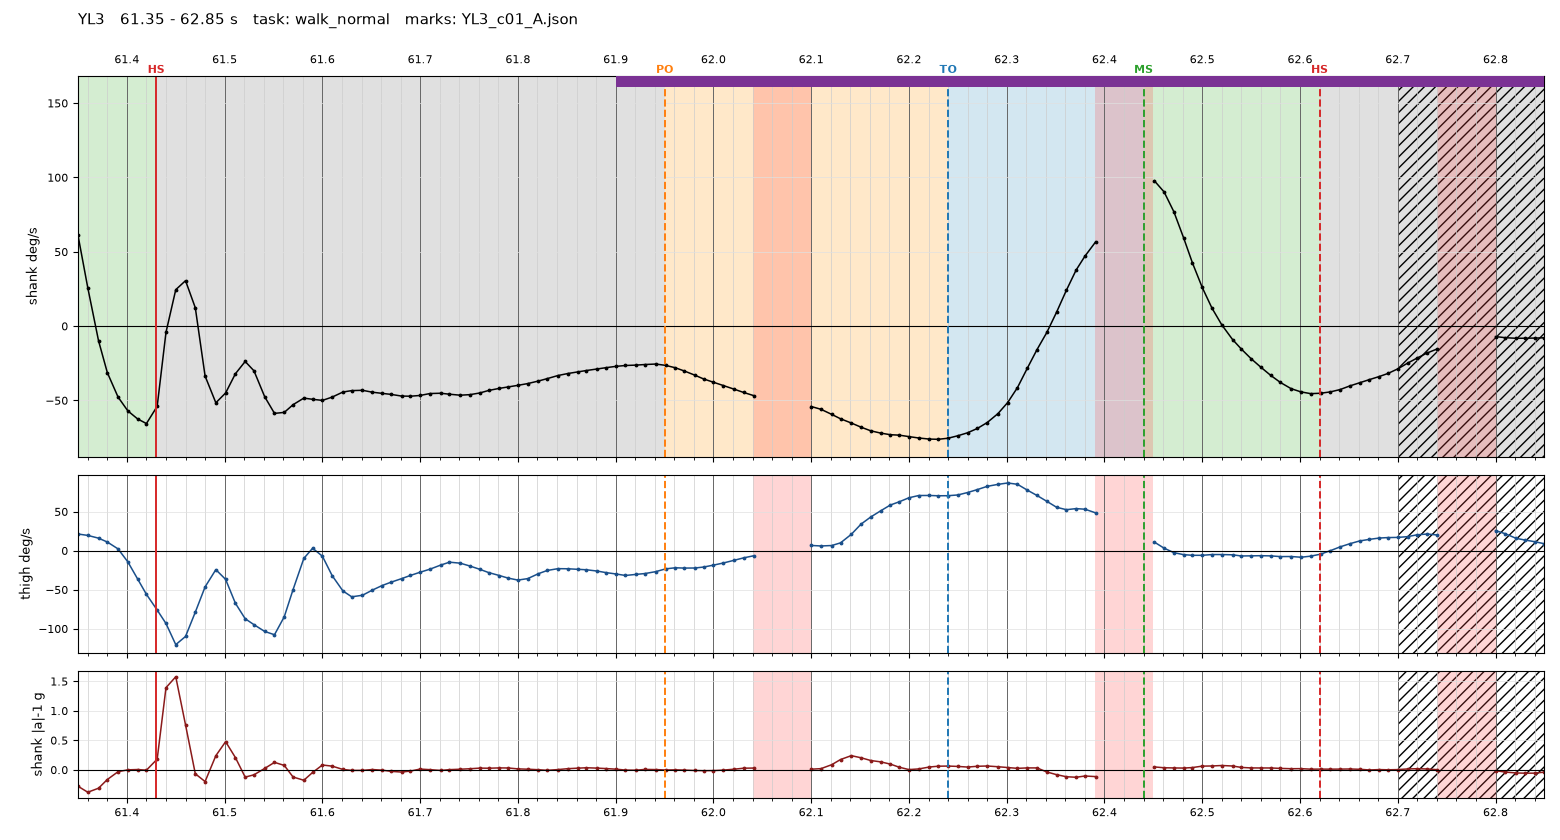 YL3   61.35 - 62.85 s   task: walk_normal   marks: YL3_c01_A.json
61.4 61.5 61.6 61.7 61.8 61.9 62.0 62.1 62.2 62.3 62.4 62.5 62.6 62.7 62.8
HS PO TO MS HS
shank deg/s
150
100
50
0
−50
thigh deg/s
50
0
−50
−100
shank |a|-1 g
1.5
1.0
0.5
0.0
61.4 61.5 61.6 61.7 61.8 61.9 62.0 62.1 62.2 62.3 62.4 62.5 62.6 62.7 62.8